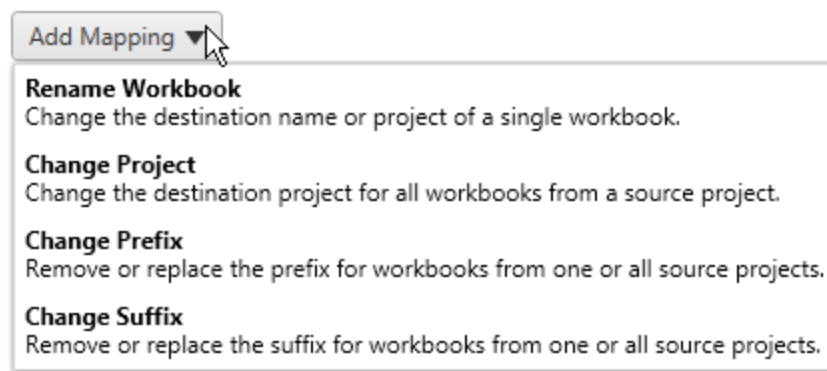 Add Mapping
Rename Workbook
Change the destination name or project of a single workbook.
Change Project
Change the destination project for all workbooks from a source project.
Change Prefix
Remove or replace the prefix for workbooks from one or all source projects.
Change Suffix
Remove or replace the suffix for workbooks from one or all source projects.